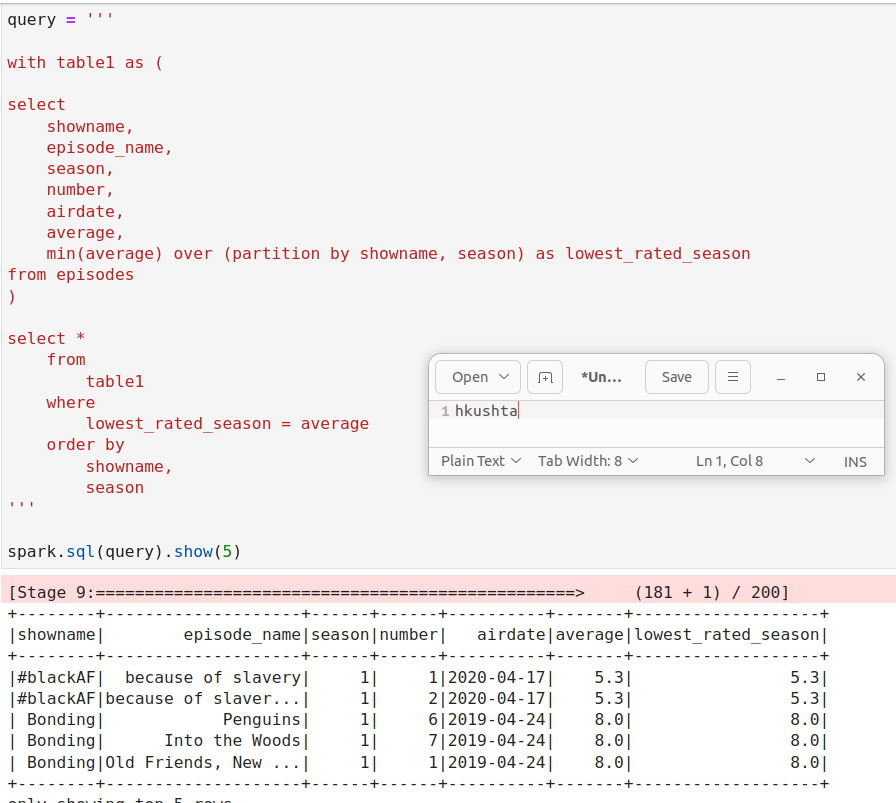 query = '''
with table1 as (
select
    showname,
    episode_name,
    season,
    number,
    airdate,
    average,
    min(average) over (partition by showname, season) as lowest_rated_season
from episodes
)
select *
    from
        table1
    where
        lowest_rated_season = average
    order by
        showname,
        season
'''
spark.sql(query).show(5)
Open *Un... Save
1 hkushta
Plain Text Tab Width: 8 Ln 1, Col 8 INS
[Stage 9:=================================================> (181 + 1) / 200]
+--------+--------------------+------+------+----------+-------+-------------------+
|showname|        episode_name|season|number|   airdate|average|lowest_rated_season|
+--------+--------------------+------+------+----------+-------+-------------------+
|#blackAF|  because of slavery|     1|     1|2020-04-17|    5.3|                5.3|
|#blackAF|because of slaver...|     1|     2|2020-04-17|    5.3|                5.3|
| Bonding|            Penguins|     1|     6|2019-04-24|    8.0|                8.0|
| Bonding|      Into the Woods|     1|     7|2019-04-24|    8.0|                8.0|
| Bonding|Old Friends, New ...|     1|     1|2019-04-24|    8.0|                8.0|
+--------+--------------------+------+------+----------+-------+-------------------+
only showing top 5 rows